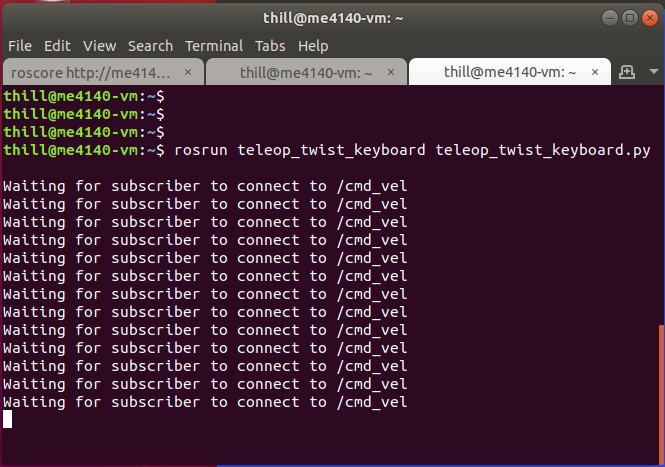 thill@me4140-vm: ~
File Edit View Search Terminal Tabs Help
roscore http://me414... × thill@me4140-vm: ~ × thill@me4140-vm: ~ ×
thill@me4140-vm:~$
thill@me4140-vm:~$
thill@me4140-vm:~$
thill@me4140-vm:~$ rosrun teleop_twist_keyboard teleop_twist_keyboard.py
Waiting for subscriber to connect to /cmd_vel
Waiting for subscriber to connect to /cmd_vel
Waiting for subscriber to connect to /cmd_vel
Waiting for subscriber to connect to /cmd_vel
Waiting for subscriber to connect to /cmd_vel
Waiting for subscriber to connect to /cmd_vel
Waiting for subscriber to connect to /cmd_vel
Waiting for subscriber to connect to /cmd_vel
Waiting for subscriber to connect to /cmd_vel
Waiting for subscriber to connect to /cmd_vel
Waiting for subscriber to connect to /cmd_vel
Waiting for subscriber to connect to /cmd_vel
Waiting for subscriber to connect to /cmd_vel